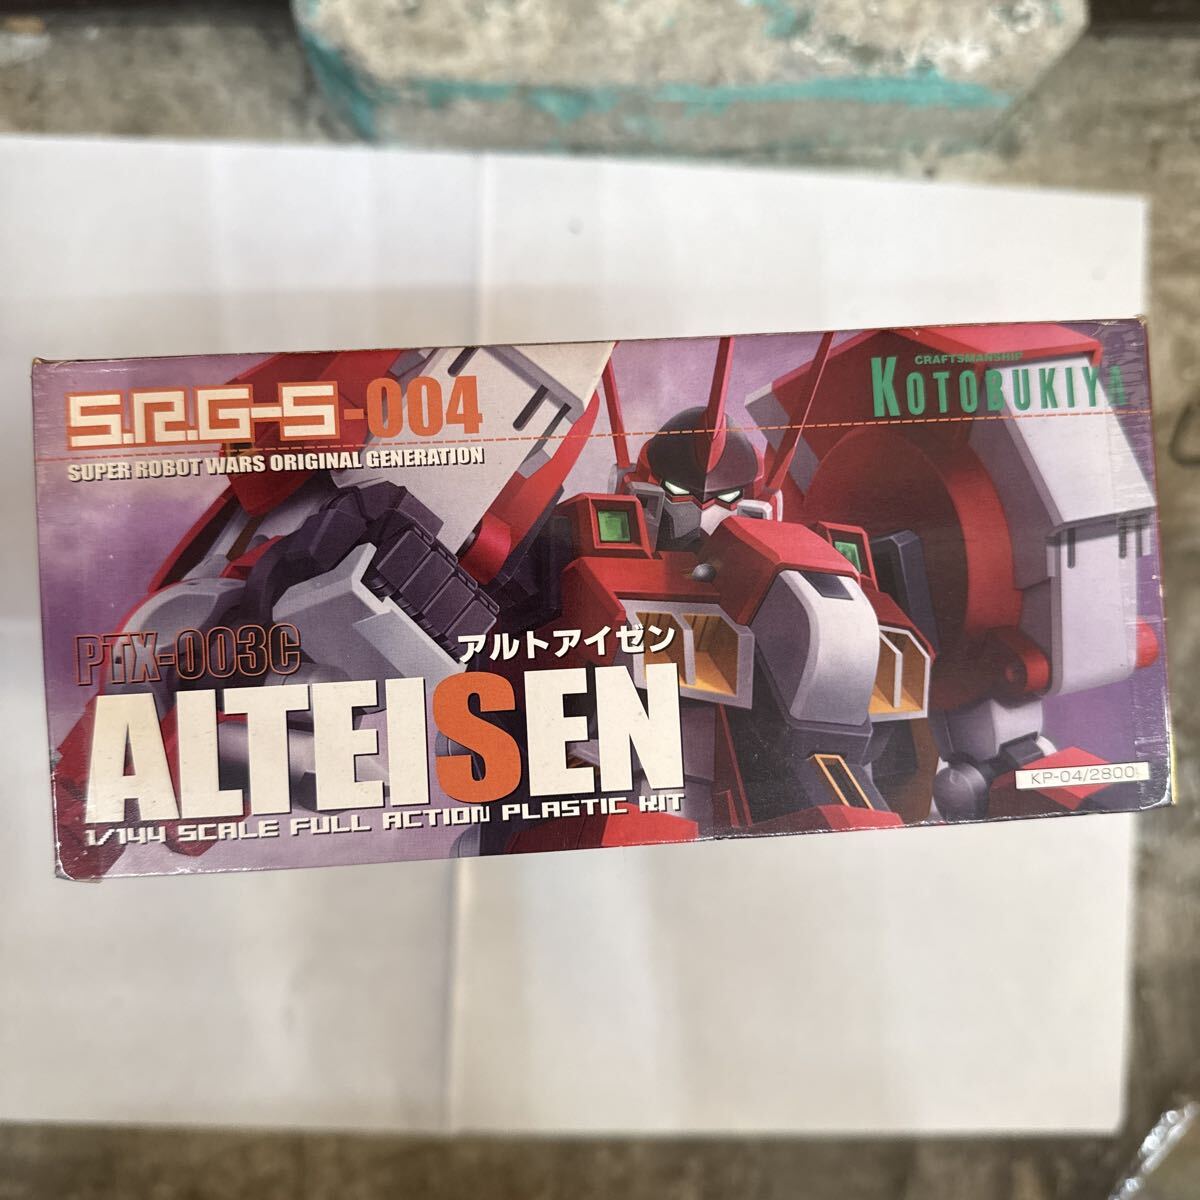 S.R.G-S-004
SUPER ROBOT WARS ORIGINAL GENERATION
CRAFTSMANSHIP
KOTOBUKIYA
PTX-003C
アルトアイゼン
ALTEISEN
1/144 SCALE FULL ACTION PLASTIC KIT
KP-04/2800